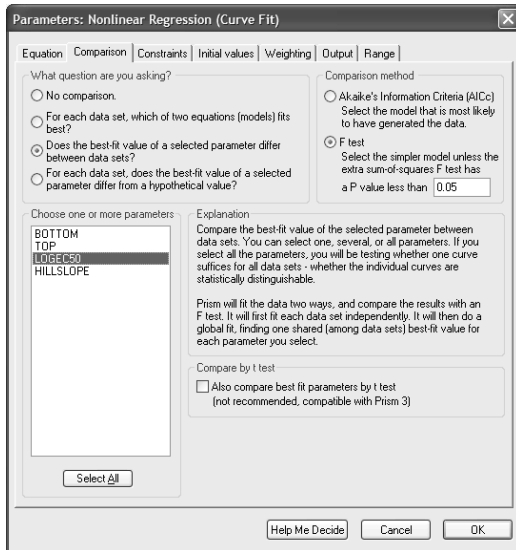 Parameters: Nonlinear Regression (Curve Fit)
Equation Comparison Constraints Initial values Weighting Output Range
What question are you asking?
No comparison.
For each data set, which of two equations (models) fits
best?
Does the best-fit value of a selected parameter differ
between data sets?
For each data set, does the best-fit value of a selected
parameter differ from a hypothetical value?
Comparison method
Akaike's Information Criteria (AICc)
Select the model that is most likely
to have generated the data.
F test
Select the simpler model unless the
extra sum-of-squares F test has
a P value less than 0.05
Choose one or more parameters
BOTTOM
TOP
LOGEC50
HILLSLOPE
Select All
Explanation
Compare the best-fit value of the selected parameter between
data sets. You can select one, several, or all parameters. If you
select all the parameters, you will be testing whether one curve
suffices for all data sets - whether the individual curves are
statistically distinguishable.
Prism will fit the data two ways, and compare the results with an
F test. It will first fit each data set independently. It will then do a
global fit, finding one shared (among data sets) best-fit value for
each parameter you select.
Compare by t test
Also compare best fit parameters by t test
(not recommended, compatible with Prism 3)
Help Me Decide Cancel OK